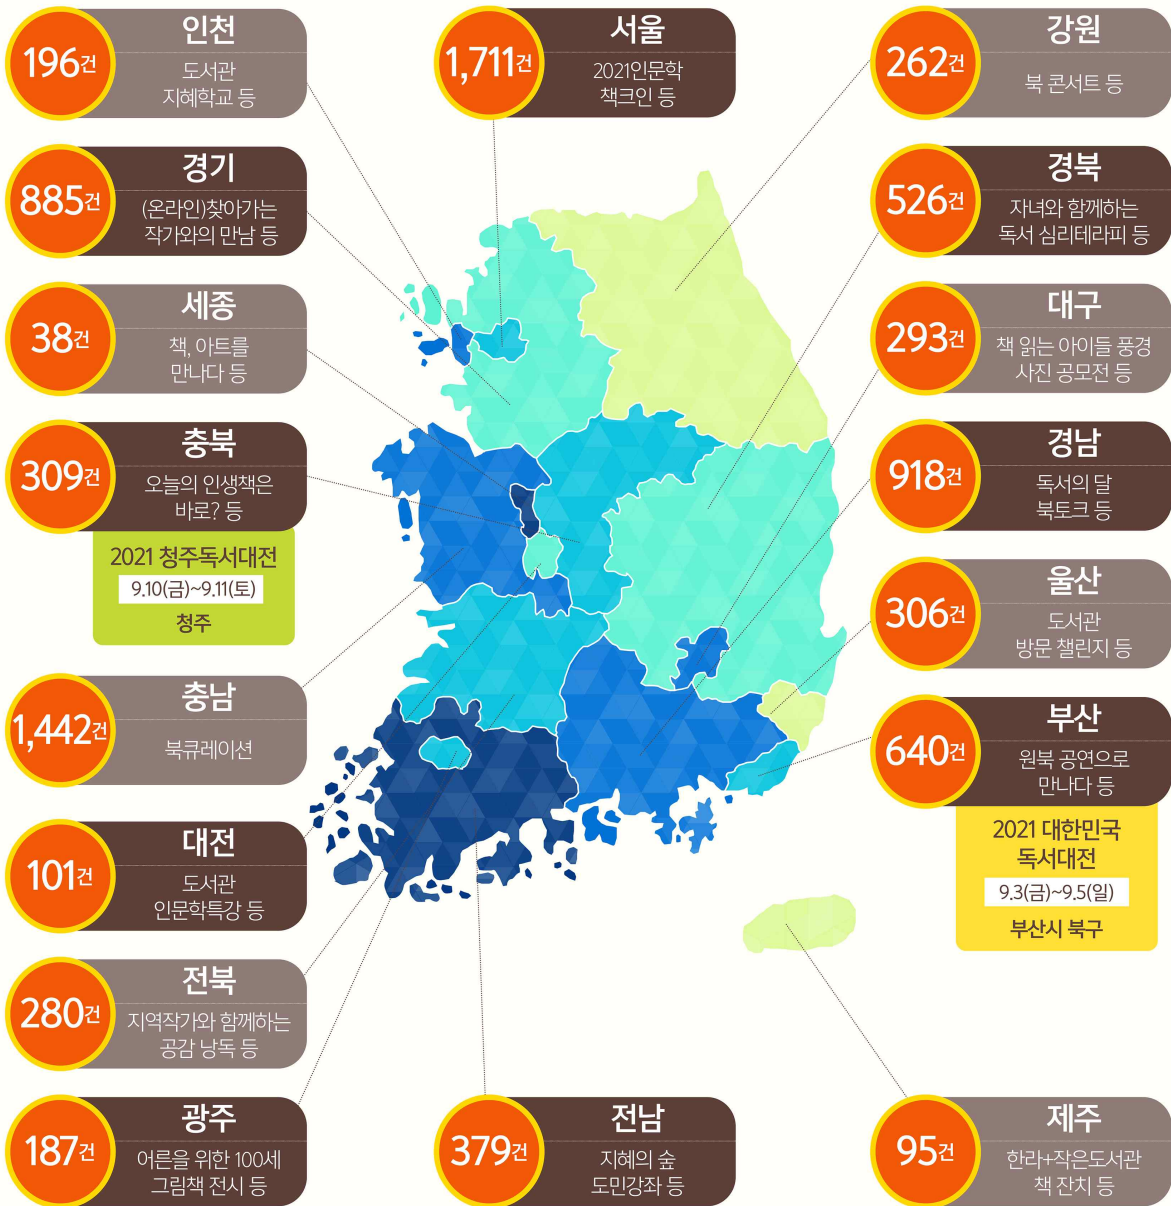 196건
인천
도서관
지혜학교 등
1,711건
서울
2021인문학
책크인 등
262건
강원
북 콘서트 등
885건
경기
(온라인)찾아가는
작가와의 만남 등
526건
경북
자녀와 함께하는
독서 심리테라피 등
38건
세종
책, 아트를
만나다 등
293건
대구
책 읽는 아이들 풍경
사진 공모전 등
309건
충북
오늘의 인생책은
바로? 등
2021 청주독서대전
9.10(금)~9.11(토)
청주
918건
경남
독서의 달
북토크 등
306건
울산
도서관
방문 챌린지 등
1,442건
충남
북큐레이션
640건
부산
원북 공연으로
만나다 등
2021 대한민국
독서대전
9.3(금)~9.5(일)
부산시 북구
101건
대전
도서관
인문학특강 등
280건
전북
지역작가와 함께하는
공감 낭독 등
187건
광주
어른을 위한 100세
그림책 전시 등
379건
전남
지혜의 숲
도민강좌 등
95건
제주
한라+작은도서관
책 잔치 등